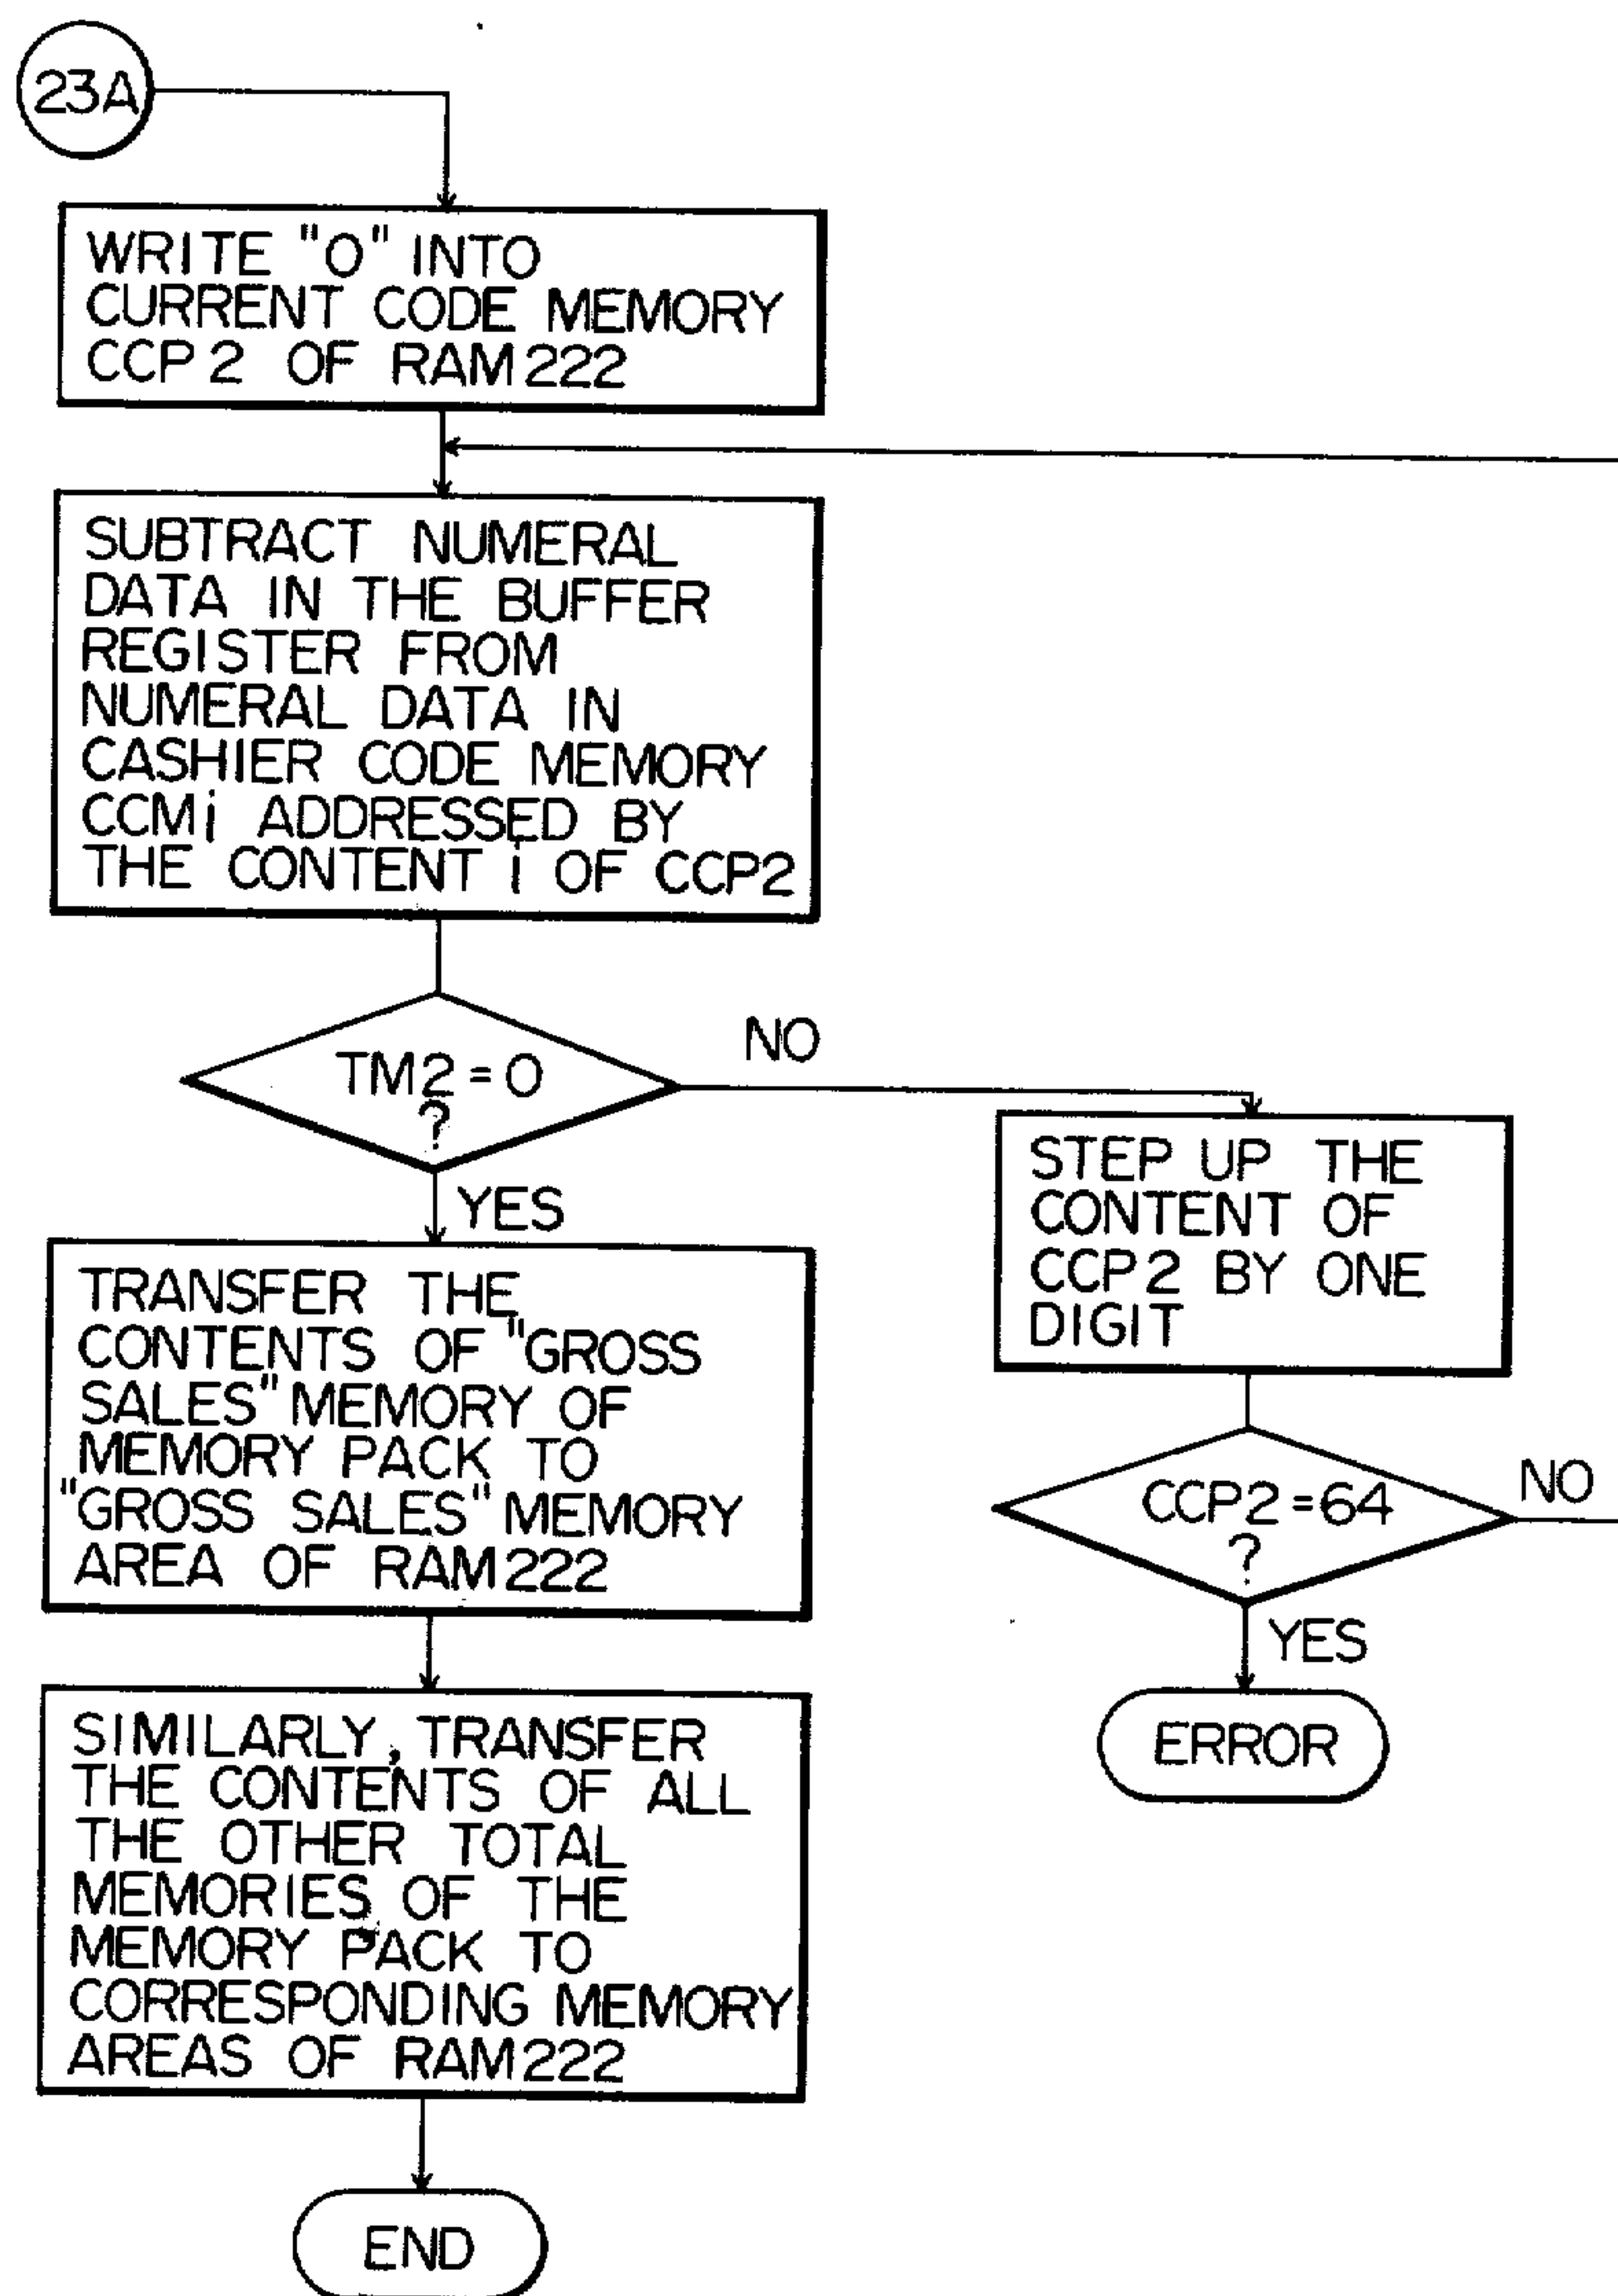 23A
WRITE "0" INTO
CURRENT CODE MEMORY
CCP2 OF RAM222
SUBTRACT NUMERAL
DATA IN THE BUFFER
REGISTER FROM
NUMERAL DATA IN
CASHIER CODE MEMORY
CCMi ADDRESSED BY
THE CONTENT i OF CCP2
TM2=0
?
NO
YES
STEP UP THE
CONTENT OF
CCP2 BY ONE
DIGIT
TRANSFER THE
CONTENTS OF "GROSS
SALES" MEMORY OF
MEMORY PACK TO
"GROSS SALES" MEMORY
AREA OF RAM222
CCP2=64
?
NO
YES
ERROR
SIMILARLY, TRANSFER
THE CONTENTS OF ALL
THE OTHER TOTAL
MEMORIES OF THE
MEMORY PACK TO
CORRESPONDING MEMORY
AREAS OF RAM222
END